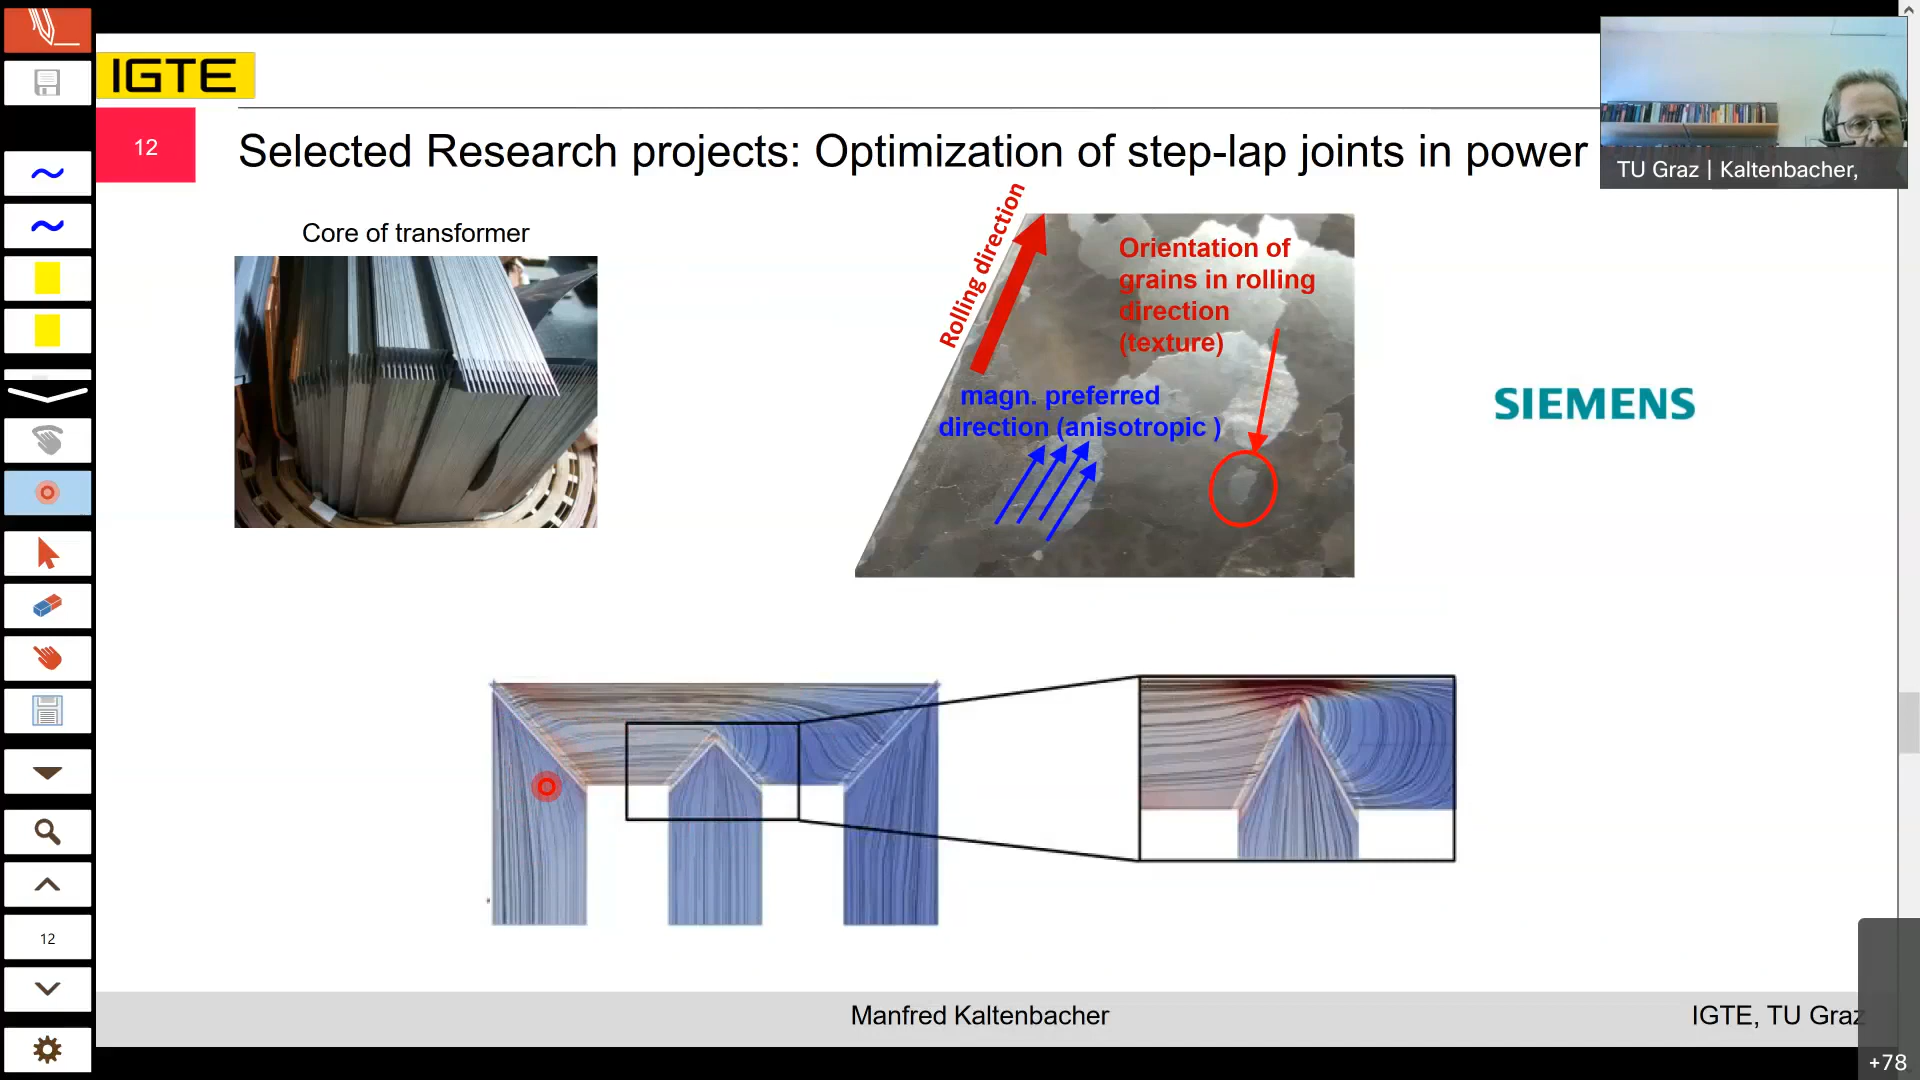 IGTE
12
Selected Research projects: Optimization of step-lap joints in power
TU Graz | Kaltenbacher,
Core of transformer
Rolling direction
Orientation of
grains in rolling
direction
(texture)
magn. preferred
direction (anisotropic )
SIEMENS
12
Manfred Kaltenbacher
IGTE, TU Graz
+78